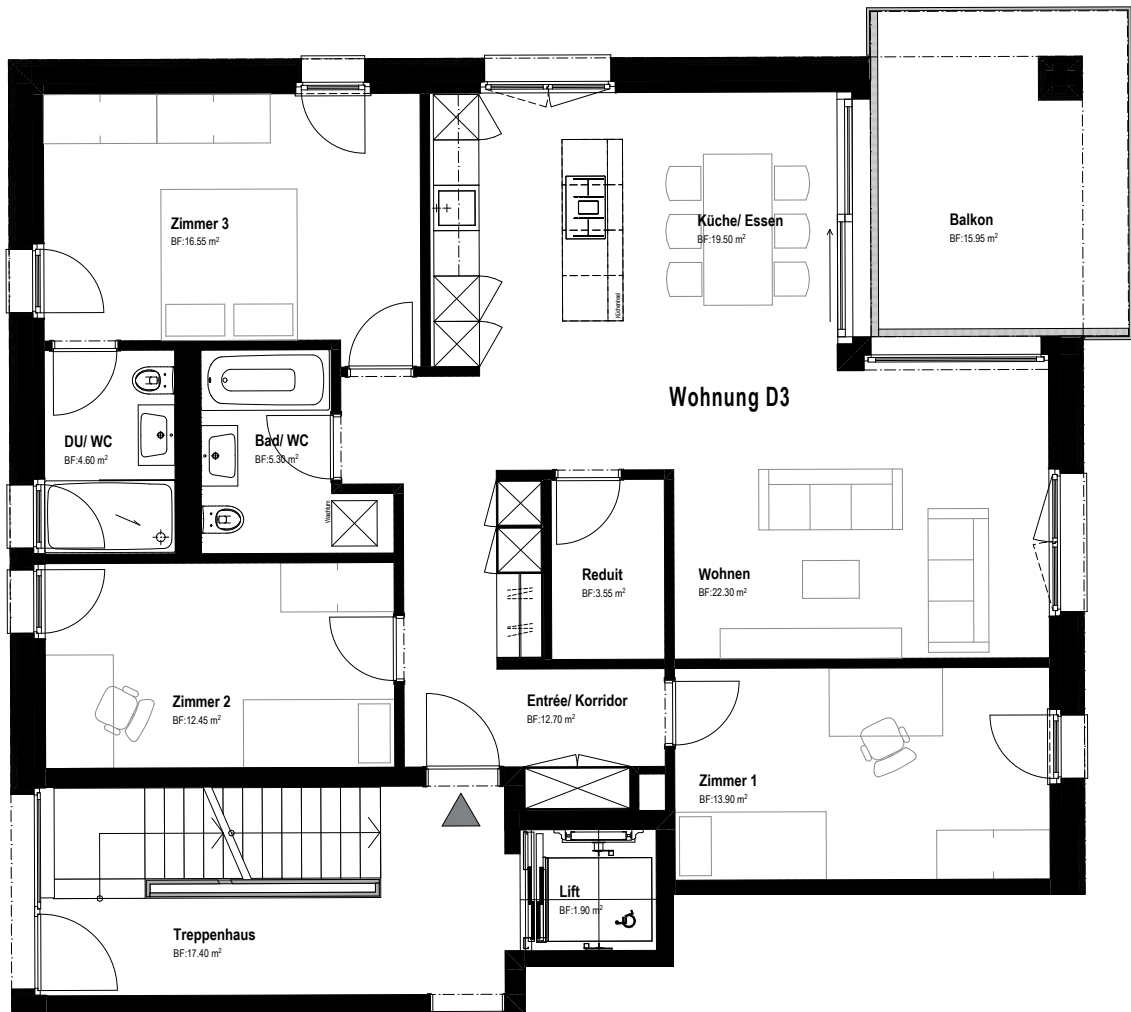 Zimmer 3
BF:16.55 m²
Küche/ Essen
BF:19.50 m²
Balkon
BF:15.95 m²
Kücheninsel
Wohnung D3
DU/ WC
BF:4.60 m²
Bad/ WC
BF:5.30 m²
Waschturm
Reduit
BF:3.55 m²
Wohnen
BF:22.30 m²
Zimmer 2
BF:12.45 m²
Entrée/ Korridor
BF:12.70 m²
Zimmer 1
BF:13.90 m²
Lift
BF:1.90 m²
Treppenhaus
BF:17.40 m²